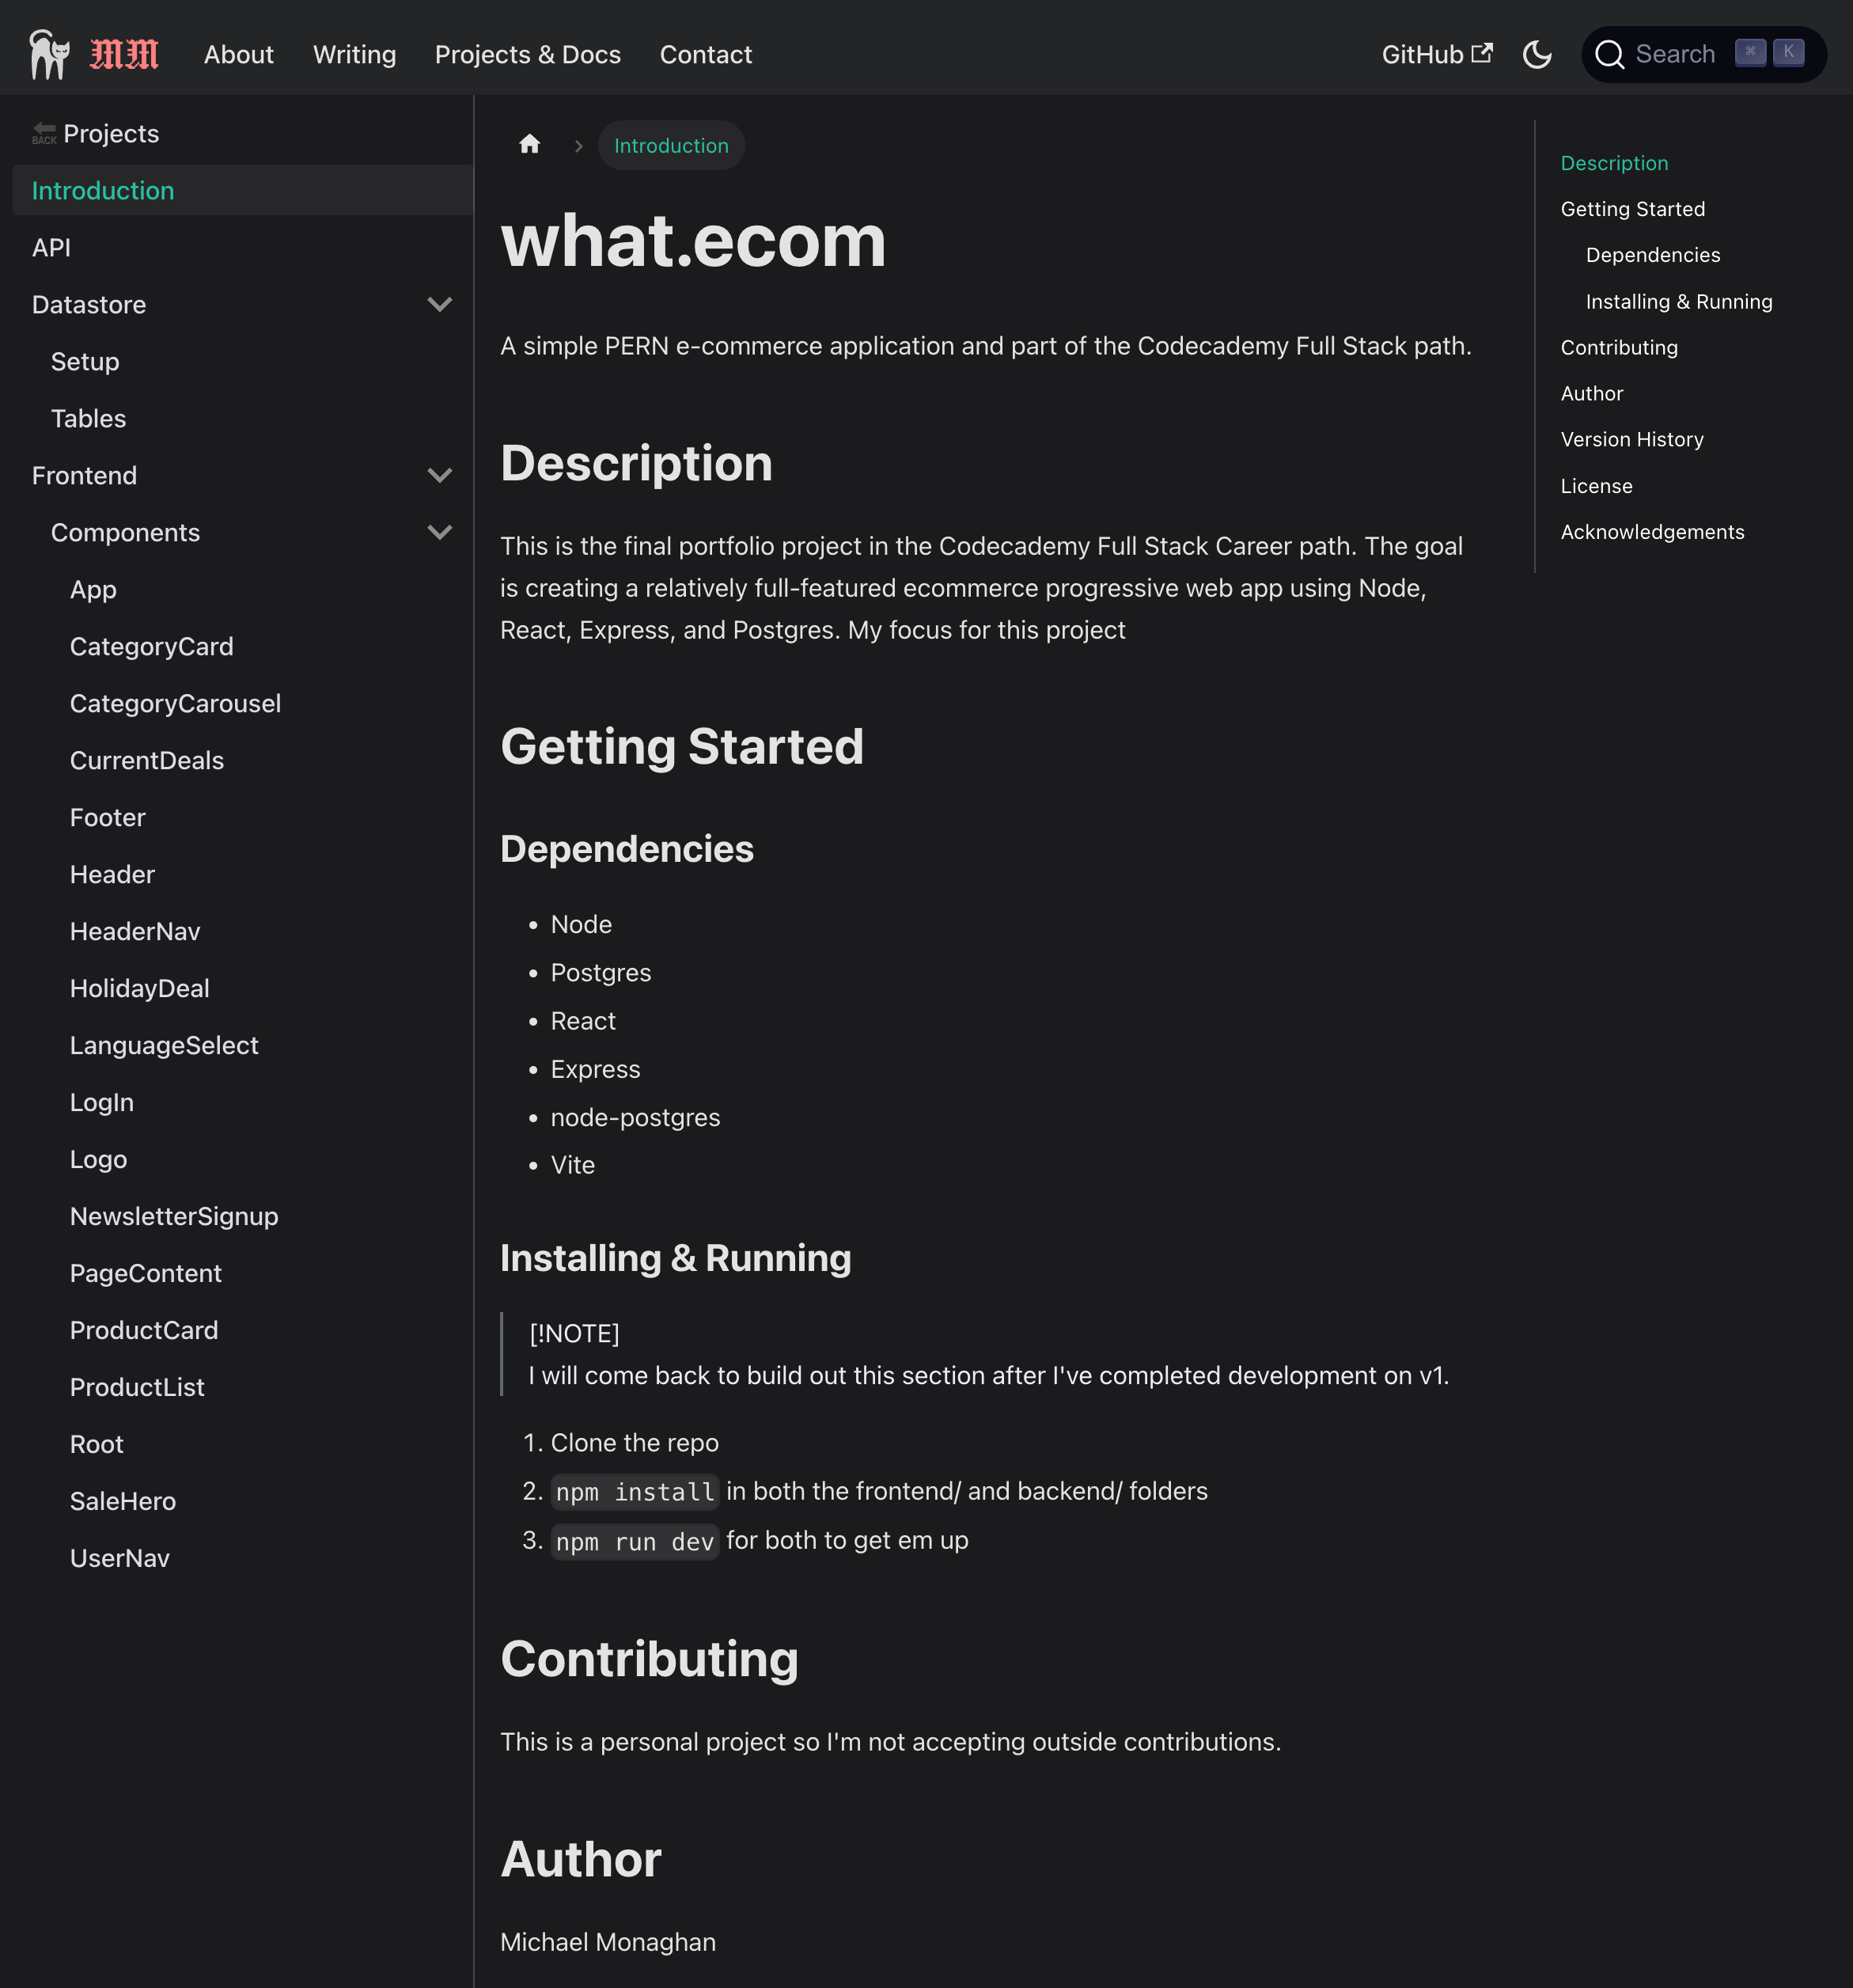 MM About Writing Projects & Docs Contact GitHub Search ⌘ K
BACK Projects
Introduction
API
Datastore
Setup
Tables
Frontend
Components
App
CategoryCard
CategoryCarousel
CurrentDeals
Footer
Header
HeaderNav
HolidayDeal
LanguageSelect
LogIn
Logo
NewsletterSignup
PageContent
ProductCard
ProductList
Root
SaleHero
UserNav
Introduction
what.ecom
A simple PERN e-commerce application and part of the Codecademy Full Stack path.
Description
This is the final portfolio project in the Codecademy Full Stack Career path. The goal
is creating a relatively full-featured ecommerce progressive web app using Node,
React, Express, and Postgres. My focus for this project
Getting Started
Dependencies
• Node
• Postgres
• React
• Express
• node-postgres
• Vite
Installing & Running
[!NOTE]
I will come back to build out this section after I've completed development on v1.
1. Clone the repo
2. npm install in both the frontend/ and backend/ folders
3. npm run dev for both to get em up
Contributing
This is a personal project so I'm not accepting outside contributions.
Author
Michael Monaghan
Description
Getting Started
Dependencies
Installing & Running
Contributing
Author
Version History
License
Acknowledgements